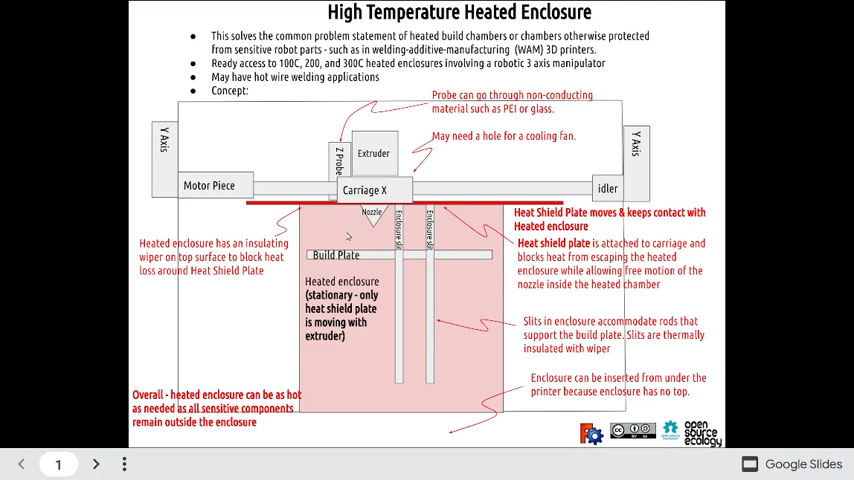 High Temperature Heated Enclosure
● This solves the common problem statement of heated build chambers or chambers otherwise protected
from sensitive robot parts - such as in welding-additive-manufacturing (WAM) 3D printers.
● Ready access to 100C, 200, and 300C heated enclosures involving a robotic 3 axis manipulator
● May have hot wire welding applications
● Concept:
Probe can go through non-conducting
material such as PEI or glass.
May need a hole for a cooling fan.
Y Axis
Z Probe
Extruder
Y Axis
Motor Piece
Carriage X
idler
Nozzle
Enclosure slit
Enclosure slit
Heat Shield Plate moves & keeps contact with
Heated enclosure
Heat shield plate is attached to carriage and
blocks heat from escaping the heated
enclosure while allowing free motion of the
nozzle inside the heated chamber
Heated enclosure has an insulating
wiper on top surface to block heat
loss around Heat Shield Plate
Build Plate
Heated enclosure
(stationary - only
heat shield plate
is moving with
extruder)
Slits in enclosure accommodate rods that
support the build plate. Slits are thermally
insulated with wiper
Enclosure can be inserted from under the
printer because enclosure has no top.
Overall - heated enclosure can be as hot
as needed as all sensitive components
remain outside the enclosure
open
source
ecology
1
Google Slides